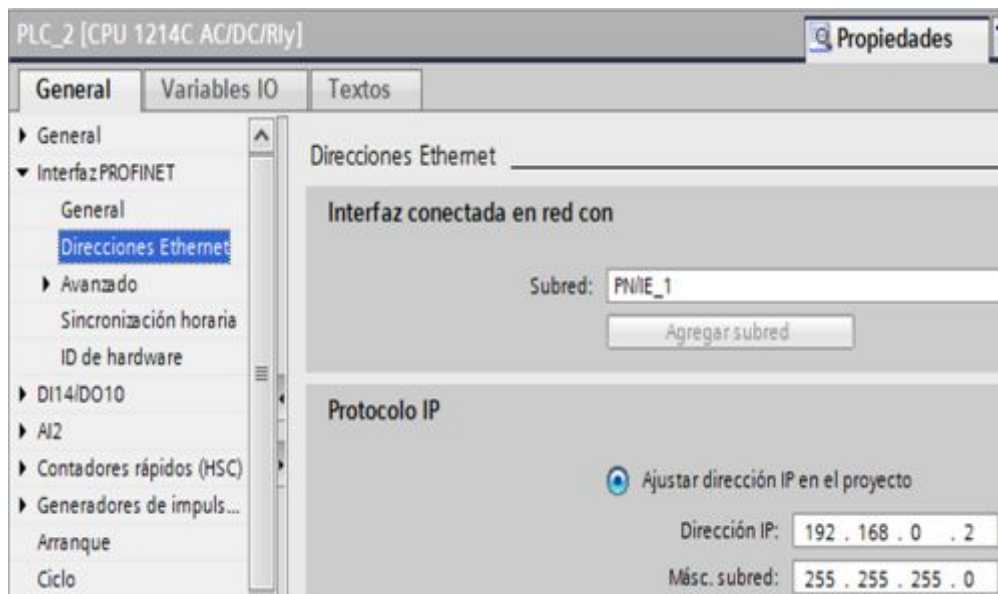 PLC_2 [CPU 1214C AC/DC/Rly]
Propiedades
General
Variables IO
Textos
General
Interfaz PROFINET
General
Direcciones Ethernet
Avanzado
Sincronización horaria
ID de hardware
DI14/DO10
AI2
Contadores rápidos (HSC)
Generadores de impuls...
Arranque
Ciclo
Direcciones Ethernet
Interfaz conectada en red con
Subred: PN/IE_1
Agregar subred
Protocolo IP
Ajustar dirección IP en el proyecto
Dirección IP: 192 . 168 . 0 . 2
Másc. subred: 255 . 255 . 255 . 0